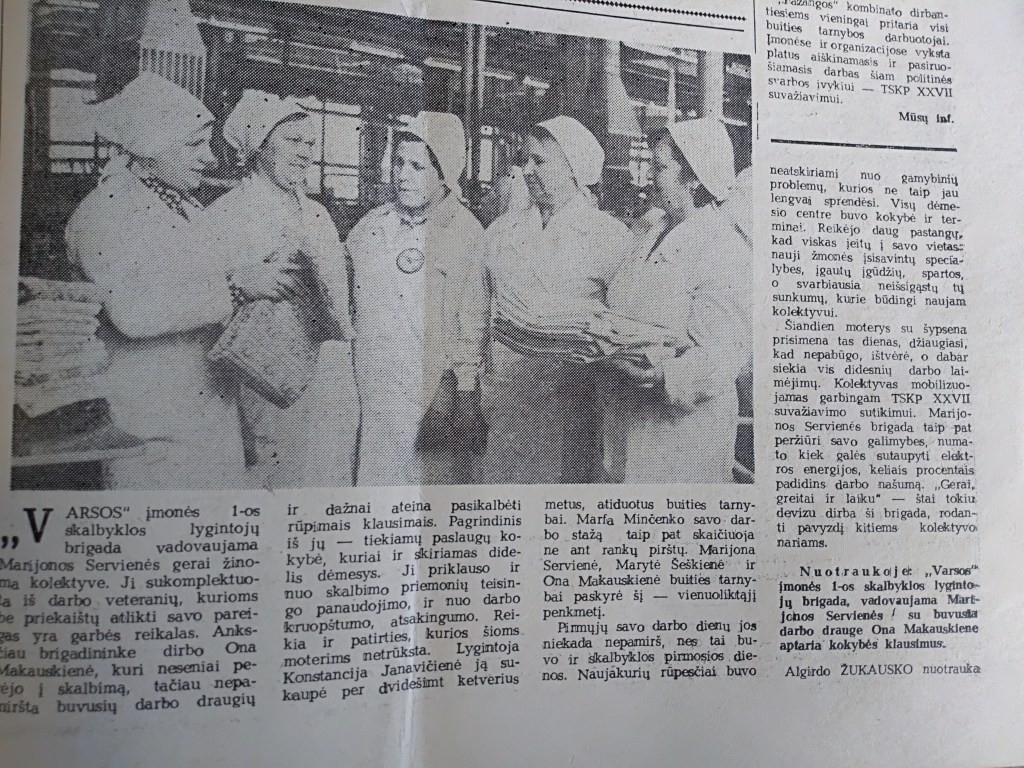 „Pažangos" kombinato dirban-
tiesiems vieningai pritaria visi
buities tarnybos darbuotojai.
Įmonėse ir organizacijose vyksta
platus aiškinamasis ir pasiruo-
šiamasis darbas šiam politinės
svarbos įvykiui — TSKP XXVII
suvažiavimui.
Mūsų inf.
„VARSOS" įmonės 1-os
skalbyklos lygintojų
brigada vadovaujama
Marijonos Servienės gerai žino-
ma kolektyve. Ji sukomplektuo-
ta iš darbo veteranių, kurioms
be priekaištų atlikti savo parei-
gas yra garbės reikalas. Anks-
čiau brigadininke dirbo Ona
Makauskienė, kuri neseniai pe-
rėjo į skalbimą, tačiau nepa-
miršta buvusių darbo draugių
ir dažnai ateina pasikalbėti
rūpimais klausimais. Pagrindinis
iš jų — tiekiamų paslaugų ko-
kybė, kuriai ir skiriamas dide-
lis dėmesys. Ji priklauso ir
nuo skalbimo priemonių teisin-
go panaudojimo, ir nuo darbo
kruopštumo, atsakingumo. Rei-
kia ir patirties, kurios šioms
moterims netrūksta. Lygintoja
Konstancija Janavičienė ją su-
kaupė per dvidešimt ketverius
metus, atiduotus buities tarny-
bai. Marfa Minčenko savo dar-
bo stažą taip pat skaičiuoja
ne ant rankų pirštų. Marijona
Servienė, Marytė Šeškienė ir
Ona Makauskienė buities tarny-
bai paskyrė šį — vienuoliktąjį
penkmetį.
Pirmųjų savo darbo dienų jos
niekada nepamirš, nes tai bu-
vo ir skalbyklos pirmosios die-
nos. Naujakurių rūpesčiai buvo
neatskiriami nuo gamybinių
problemų, kurios ne taip jau
lengvai sprendėsi. Visų dėme-
sio centre buvo kokybė ir ter-
minai. Reikėjo daug pastangų,
kad viskas įeitų į savo vietas:
nauji žmonės įsisavintų specia-
lybes, įgautų įgūdžių, spartos,
o svarbiausia neišsigąstų tų
sunkumų, kurie būdingi naujam
kolektyvui.
Šiandien moterys su šypsena
prisimena tas dienas, džiaugiasi,
kad nepabūgo, ištvėrė, o dabar
siekia vis didesnių darbo lai-
mėjimų. Kolektyvas mobilizuo-
jamas garbingam TSKP XXVII
suvažiavimo sutikimui. Marijo-
nos Servienės brigada taip pat
peržiūri savo galimybes, numa-
to kiek galės sutaupyti elekt-
ros energijos, keliais procentais
padidins darbo našumą. „Gerai,
greitai ir laiku" — štai tokiu
devizu dirba ši brigada, rodan-
ti pavyzdį kitiems kolektyvo
nariams.
Nuotraukoje: „Varsos"
įmonės 1-os skalbyklos lyginto-
jų brigada, vadovaujama Mari-
jonos Servienės su buvusia
darbo drauge Ona Makauskiene
aptaria kokybės klausimus.
Algirdo ŽUKAUSKO nuotrauka